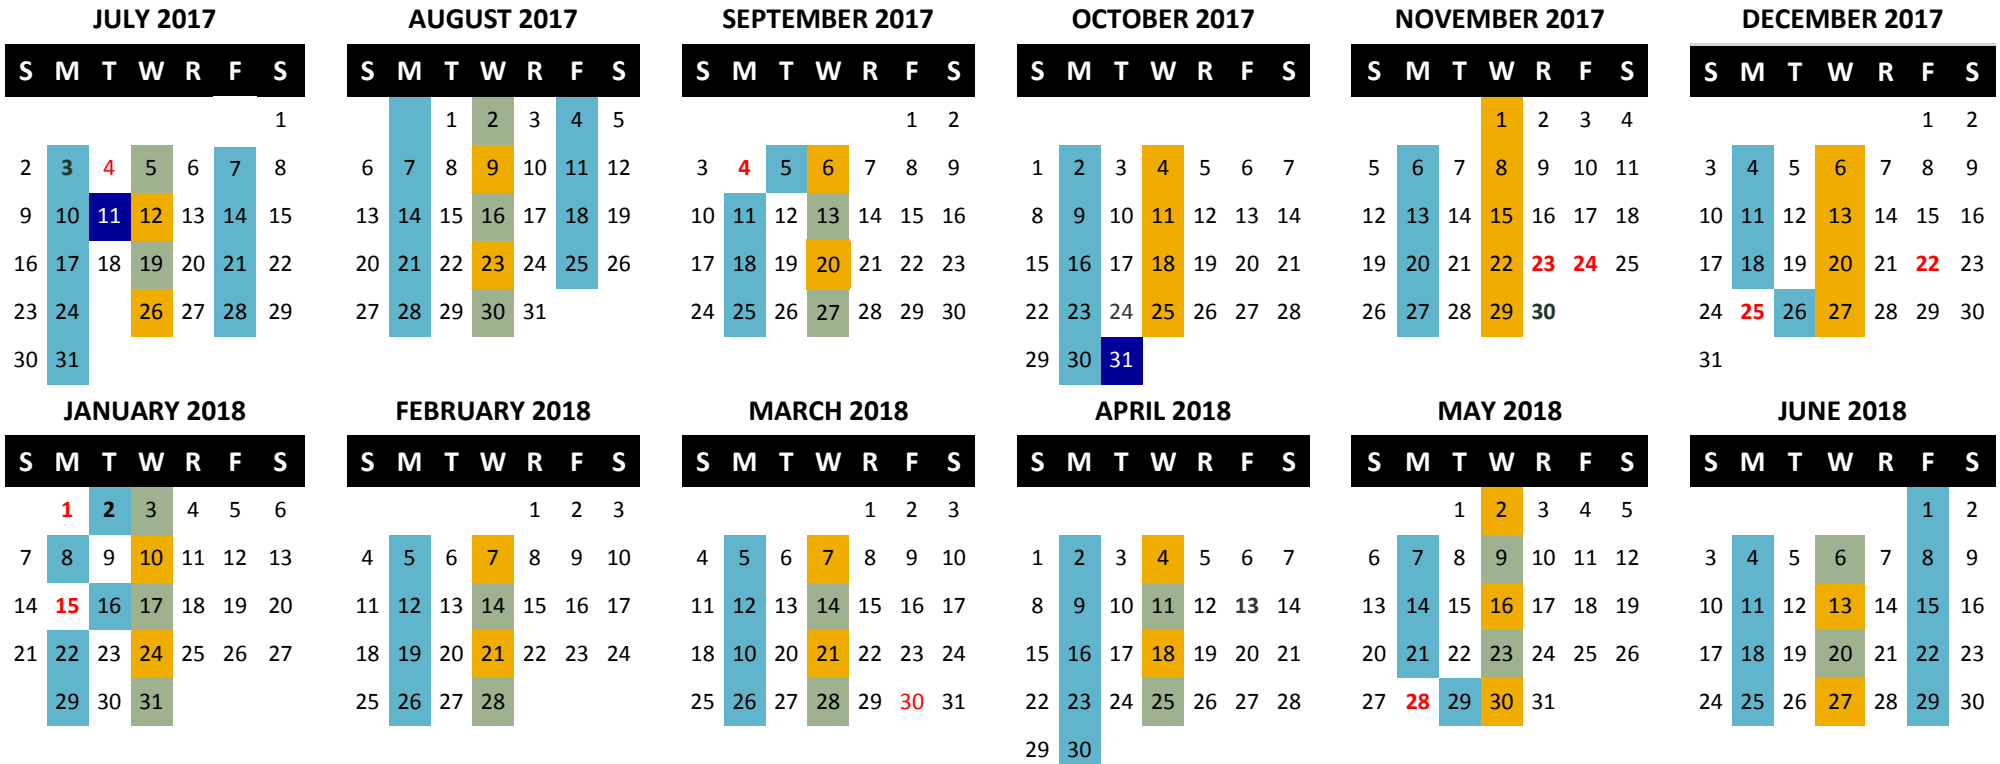 JULY 2017 AUGUST 2017 SEPTEMBER 2017 OCTOBER 2017 NOVEMBER 2017 DECEMBER 2017
S M T W R F S S M T W R F S S M T W R F S S M T W R F S S M T W R F S S M T W R F S
1 1 2 3 4 5 1 2 1 2 3 4 1 2
2 3 4 5 6 7 8 6 7 8 9 10 11 12 3 4 5 6 7 8 9 1 2 3 4 5 6 7 5 6 7 8 9 10 11 3 4 5 6 7 8 9
9 10 11 12 13 14 15 13 14 15 16 17 18 19 10 11 12 13 14 15 16 8 9 10 11 12 13 14 12 13 14 15 16 17 18 10 11 12 13 14 15 16
16 17 18 19 20 21 22 20 21 22 23 24 25 26 17 18 19 20 21 22 23 15 16 17 18 19 20 21 19 20 21 22 23 24 25 17 18 19 20 21 22 23
23 24 26 27 28 29 27 28 29 30 31 24 25 26 27 28 29 30 22 23 24 25 26 27 28 26 27 28 29 30 24 25 26 27 28 29 30
30 31 29 30 31 31
JANUARY 2018 FEBRUARY 2018 MARCH 2018 APRIL 2018 MAY 2018 JUNE 2018
S M T W R F S S M T W R F S S M T W R F S S M T W R F S S M T W R F S S M T W R F S
1 2 3 4 5 6 1 2 3 1 2 3 1 2 3 4 5 1 2
7 8 9 10 11 12 13 4 5 6 7 8 9 10 4 5 6 7 8 9 10 1 2 3 4 5 6 7 6 7 8 9 10 11 12 3 4 5 6 7 8 9
14 15 16 17 18 19 20 11 12 13 14 15 16 17 11 12 13 14 15 16 17 8 9 10 11 12 13 14 13 14 15 16 17 18 19 10 11 12 13 14 15 16
21 22 23 24 25 26 27 18 19 20 21 22 23 24 18 10 20 21 22 23 24 15 16 17 18 19 20 21 20 21 22 23 24 25 26 17 18 19 20 21 22 23
29 30 31 25 26 27 28 25 26 27 28 29 30 31 22 23 24 25 26 27 28 27 28 29 30 31 24 25 26 27 28 29 30
29 30